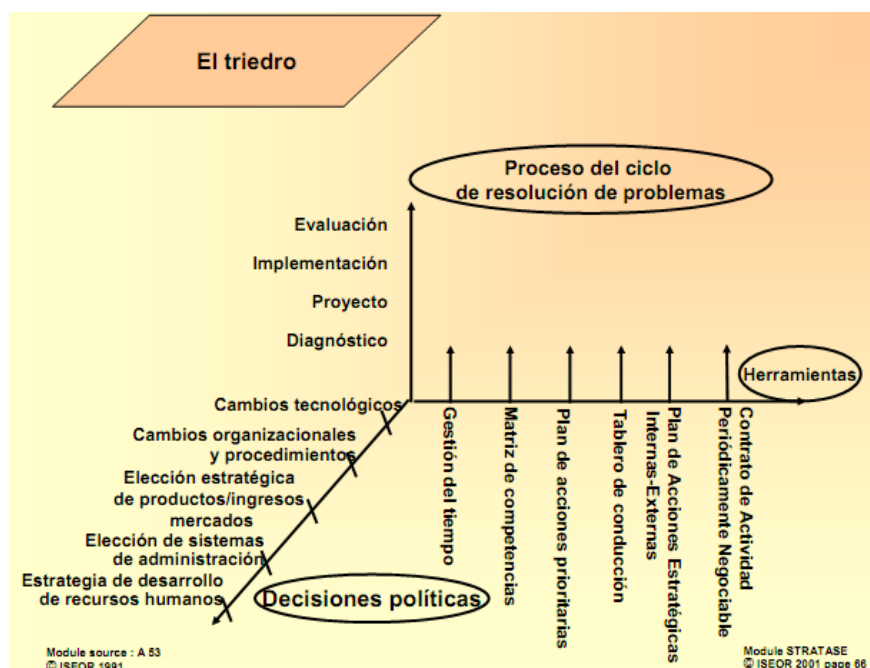 El triedro
Proceso del ciclo
de resolución de problemas
Evaluación
Implementación
Proyecto
Diagnóstico
Herramientas
Cambios tecnológicos
Cambios organizacionales
y procedimientos
Elección estratégica
de productos/ingresos
mercados
Elección de sistemas
de administración
Estrategia de desarrollo
de recursos humanos
Decisiones políticas
Gestión del tiempo
Matriz de competencias
Plan de acciones prioritarias
Tablero de conducción
Plan de Acciones Estratégicas
Internas-Externas
Contrato de Actividad
Periódicamente Negociable
Module source : A 53
© ISEOR 1991
Module STRATASE
© ISEOR 2001 page 66